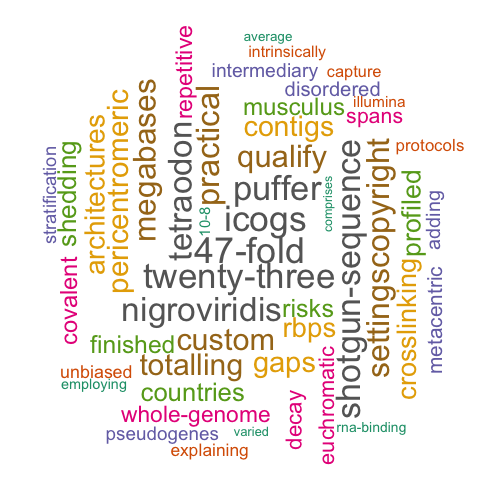 average
intrinsically
intermediary
capture
disordered
repetitive
illumina
musculus
spans
contigs
protocols
megabases
practical
qualify
pericentromeric
architectures
shedding
stratification
tetraodon
10-8
puffer
comprises
shotgun-sequence
copyright
settings
profiled
adding
icogs
47-fold
twenty-three
crosslinking
metacentric
covalent
nigroviridis
risks
rbps
finished
custom
totalling
gaps
euchromatic
unbiased
employing
countries
decay
whole-genome
rna-binding
pseudogenes
varied
explaining